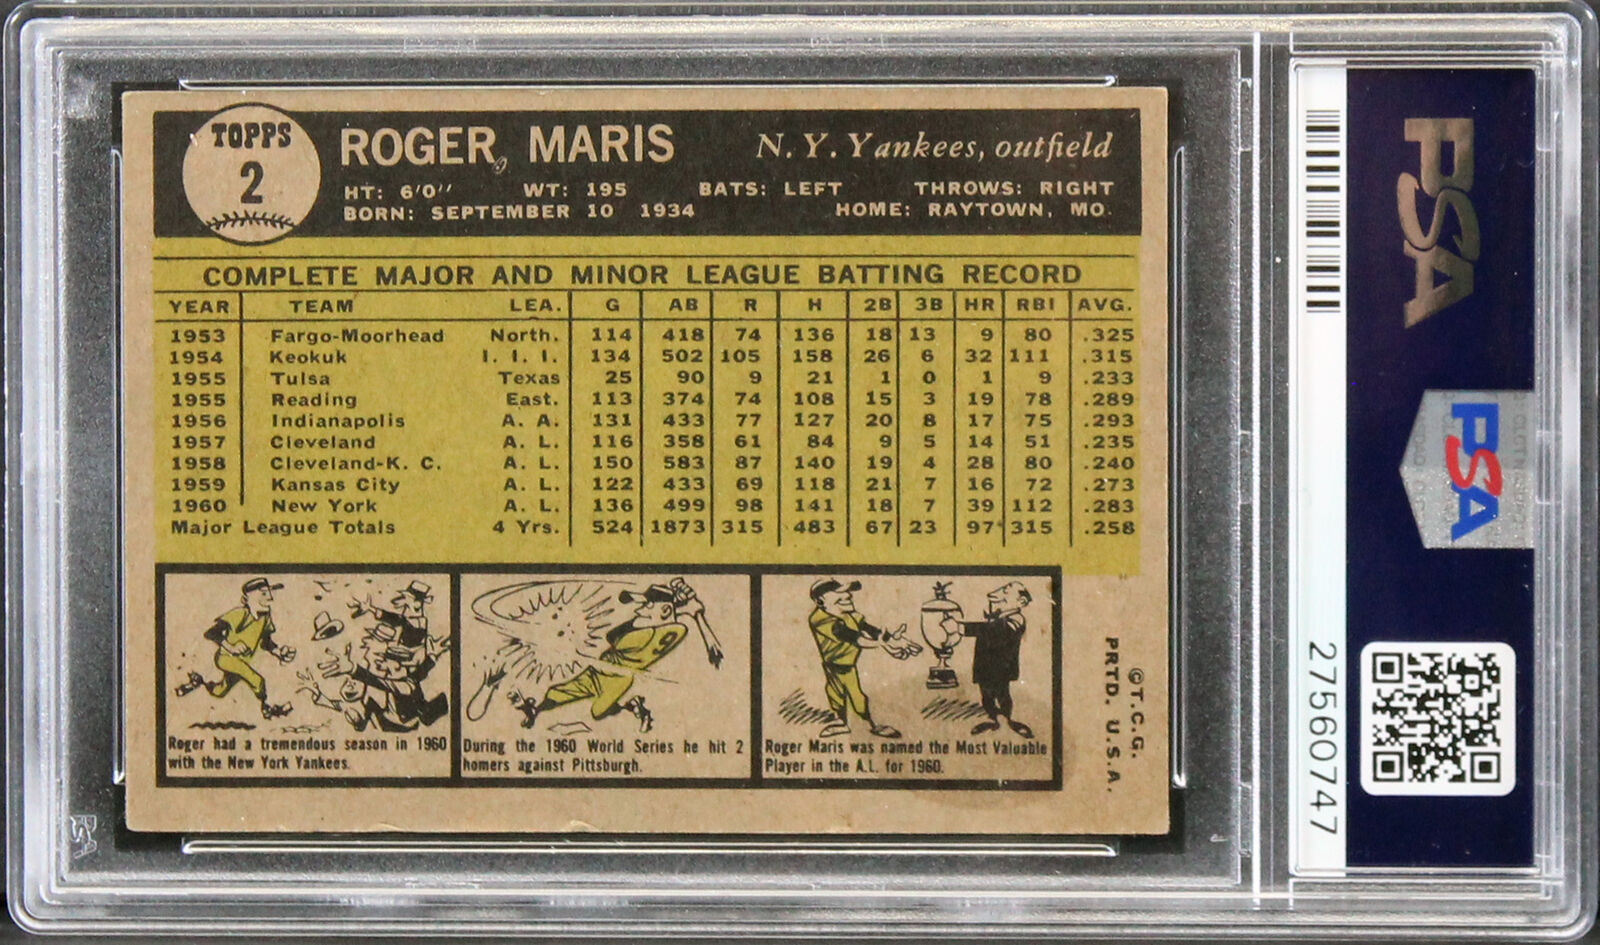 TOPPS
2
ROGER MARIS
N. Y. Yankees, outfield
HT: 6'0" WT: 195 BATS: LEFT THROWS: RIGHT
BORN: SEPTEMBER 10 1934 HOME: RAYTOWN, MO.
COMPLETE MAJOR AND MINOR LEAGUE BATTING RECORD
YEAR TEAM LEA. G AB R H 2B 3B HR RBI AVG.
1953 Fargo-Moorhead North. 114 418 74 136 18 13 9 80 .325
1954 Keokuk I. I. I. 134 502 105 158 26 6 32 111 .315
1955 Tulsa Texas 25 90 9 21 1 0 1 9 .233
1955 Reading East. 113 374 74 108 15 3 19 78 .289
1956 Indianapolis A. A. 131 433 77 127 20 8 17 75 .293
1957 Cleveland A. L. 116 358 61 84 9 5 14 51 .235
1958 Cleveland-K. C. A. L. 150 583 87 140 19 4 28 80 .240
1959 Kansas City A. L. 122 433 69 118 21 7 16 72 .273
1960 New York A. L. 136 499 98 141 18 7 39 112 .283
Major League Totals 4 Yrs. 524 1873 315 483 67 23 97 315 .258
9
Roger had a tremendous season in 1960
with the New York Yankees.
During the 1960 World Series he hit 2
homers against Pittsburgh.
Roger Maris was named the Most Valuable
Player in the A.L. for 1960.
©T.C.G.
PRTD. U.S.A.
PSA
PSA
27560747
PSA